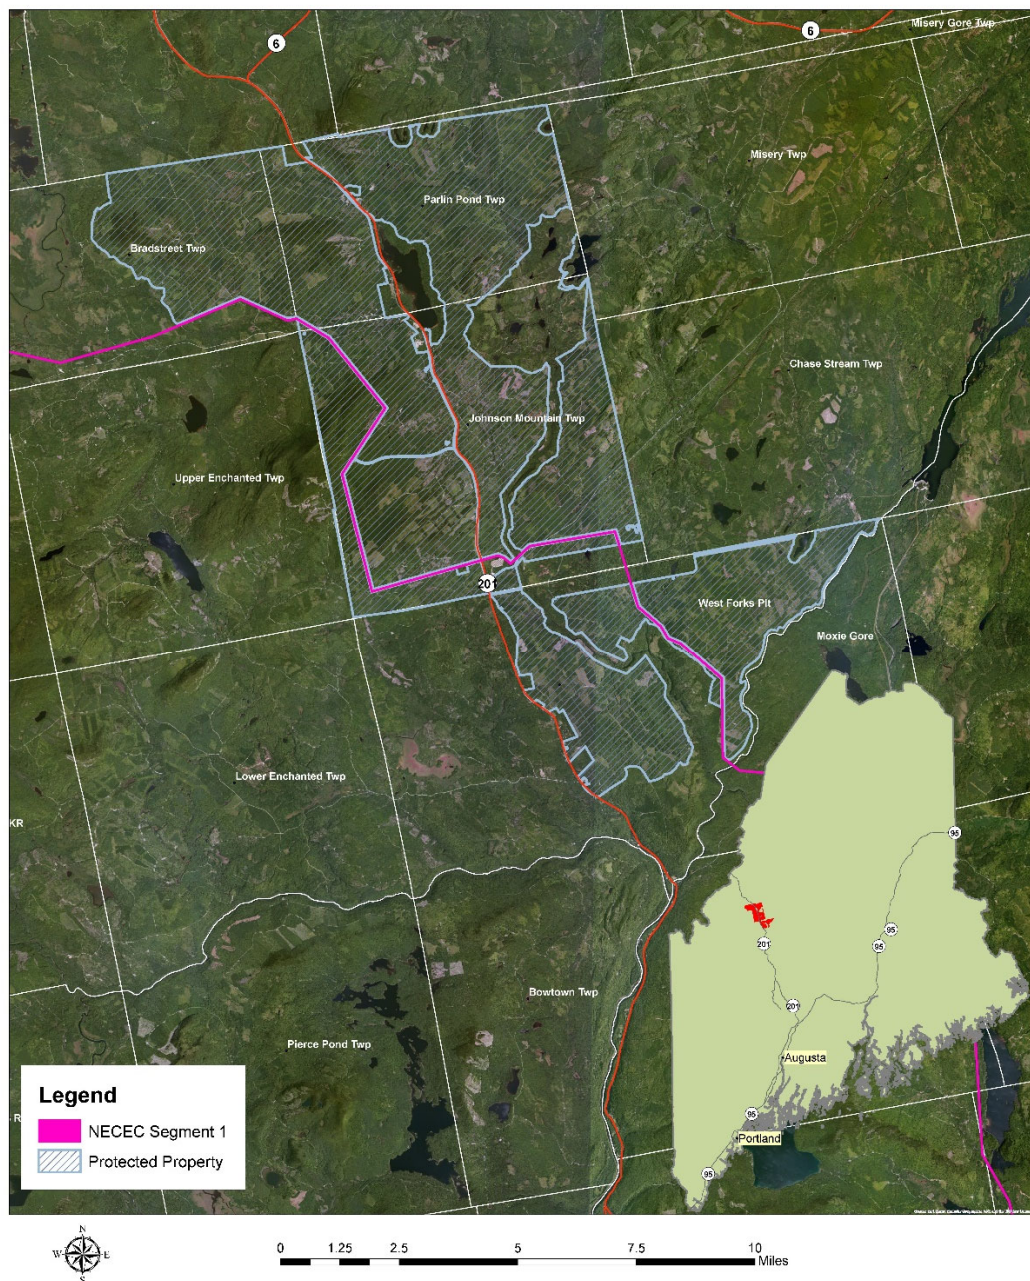 Misery Gore Twp
6
6
Misery Twp
Parlin Pond Twp
Bradstreet Twp
Chase Stream Twp
Johnson Mountain Twp
Upper Enchanted Twp
201
West Forks Plt
Moxie Gore
Lower Enchanted Twp
KR
95
95
201
95
Bowtown Twp
201
Pierce Pond Twp
Augusta
Legend
NECEC Segment 1
Protected Property
R
95
Portland
95
N
W E
S
0 1.25 2.5 5 7.5 10
Miles